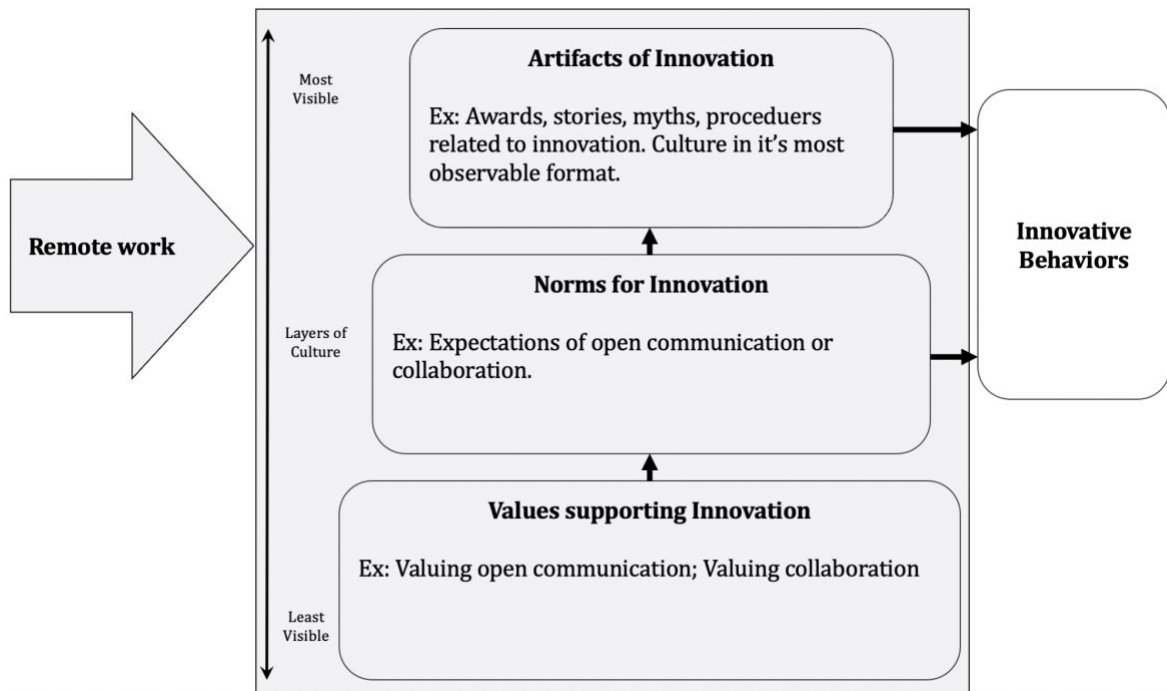 Remote work
Most
Visible
Layers of
Culture
Least
Visible
Artifacts of Innovation
Ex: Awards, stories, myths, proceduers
related to innovation. Culture in it’s most
observable format.
Norms for Innovation
Ex: Expectations of open communication or
collaboration.
Values supporting Innovation
Ex: Valuing open communication; Valuing collaboration
Innovative
Behaviors